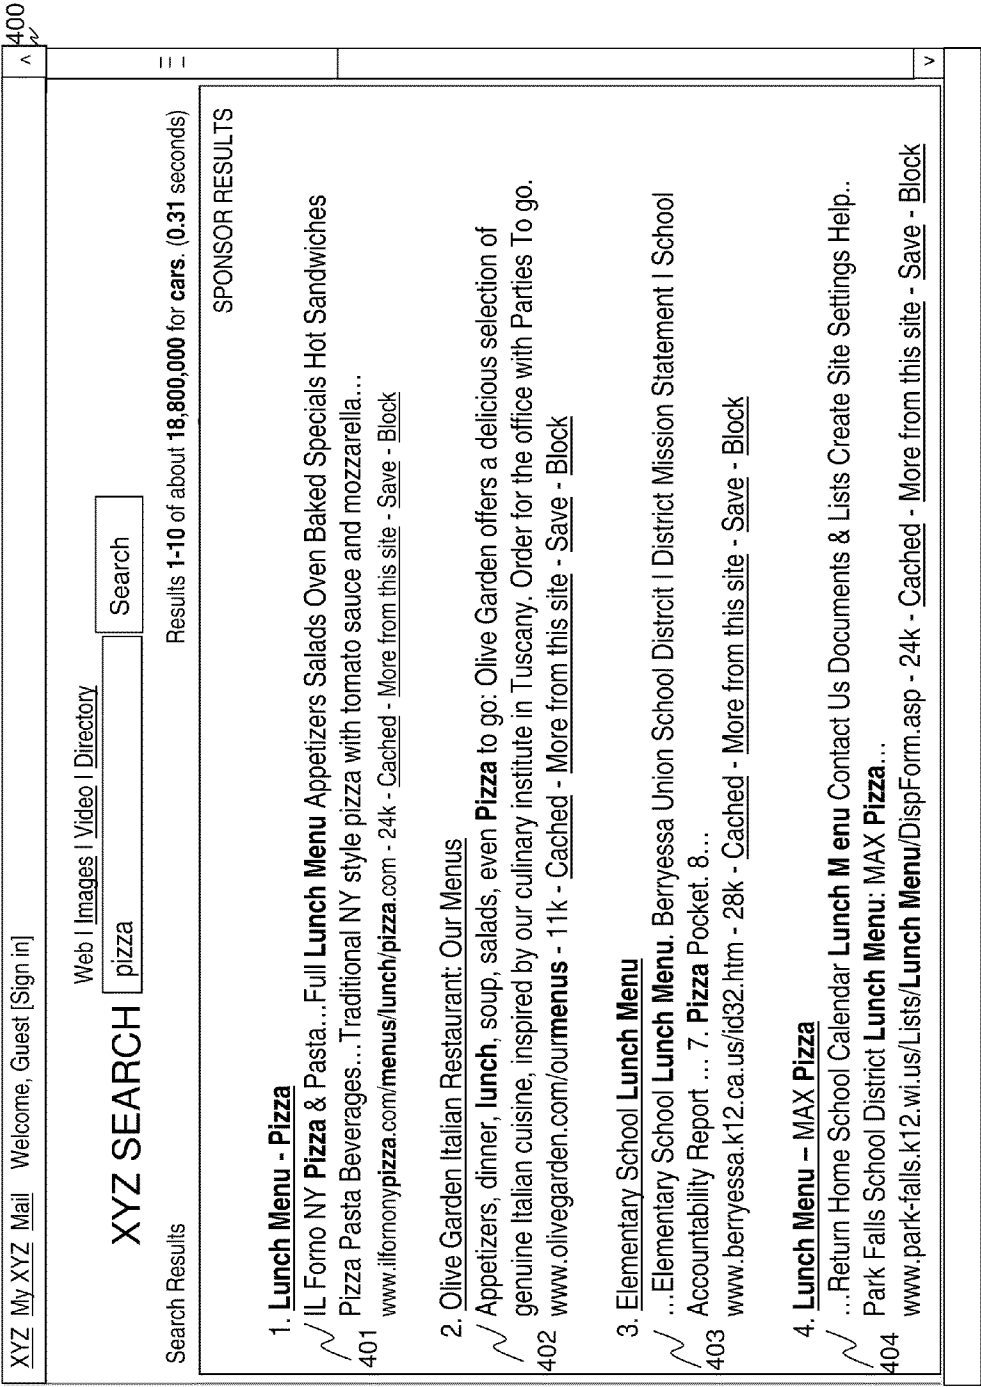 400
XYZ My XYZ Mail Welcome, Guest [Sign in]
Web | Images | Video | Directory
XYZ SEARCH pizza Search
Search Results Results 1-10 of about 18,800,000 for cars. (0.31 seconds)
SPONSOR RESULTS
1. Lunch Menu - Pizza
IL Forno NY Pizza & Pasta...Full Lunch Menu Appetizers Salads Oven Baked Specials Hot Sandwiches
Pizza Pasta Beverages...Traditional NY style pizza with tomato sauce and mozzarella...
401 www.ilfornonypizza.com/menus/lunch/pizza.com - 24k - Cached - More from this site - Save - Block
2. Olive Garden Italian Restaurant: Our Menus
Appetizers, dinner, lunch, soup, salads, even Pizza to go: Olive Garden offers a delicious selection of
genuine Italian cuisine, inspired by our culinary institute in Tuscany. Order for the office with Parties To go.
402 www.olivegarden.com/ourmenus - 11k - Cached - More from this site - Save - Block
3. Elementary School Lunch Menu
...Elementary School Lunch Menu. Berryessa Union School Distrcit | District Mission Statement | School
Accountability Report ... 7. Pizza Pocket. 8...
403 www.berryessa.k12.ca.us/id32.htm - 28k - Cached - More from this site - Save - Block
4. Lunch Menu – MAX Pizza
...Return Home School Calendar Lunch M enu Contact Us Documents & Lists Create Site Settings Help..
Park Falls School District Lunch Menu: MAX Pizza...
404 www.park-falls.k12.wi.us/Lists/Lunch Menu/DispForm.asp - 24k - Cached - More from this site - Save - Block